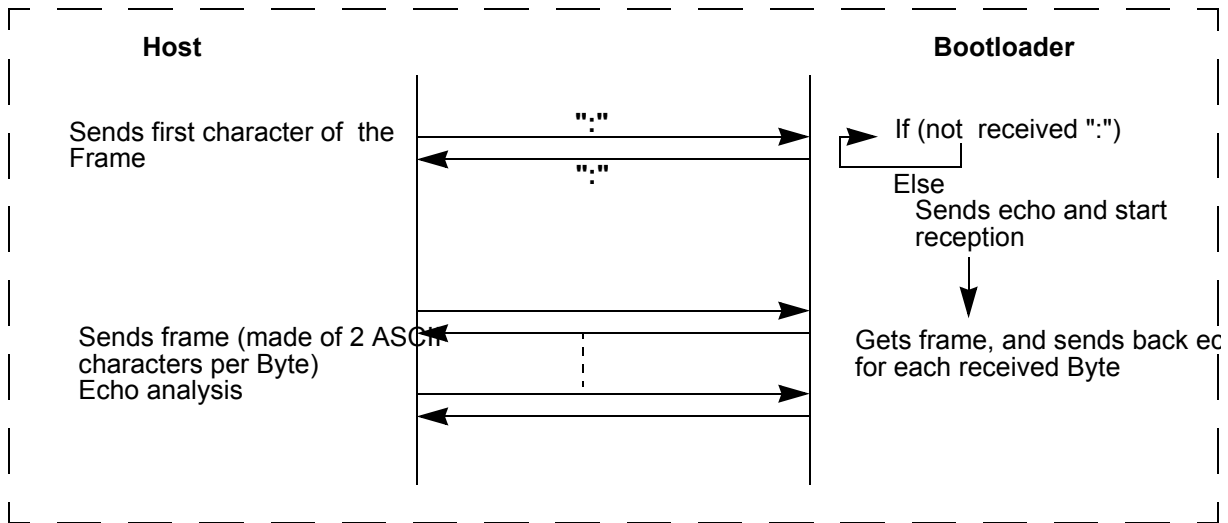 Host
Bootloader
":"
":"
Sends first character of the
Frame
If (not received ":")
Else
Sends echo and start
reception
Sends frame (made of 2 ASCII
characters per Byte)
Echo analysis
Gets frame, and sends back ec
for each received Byte